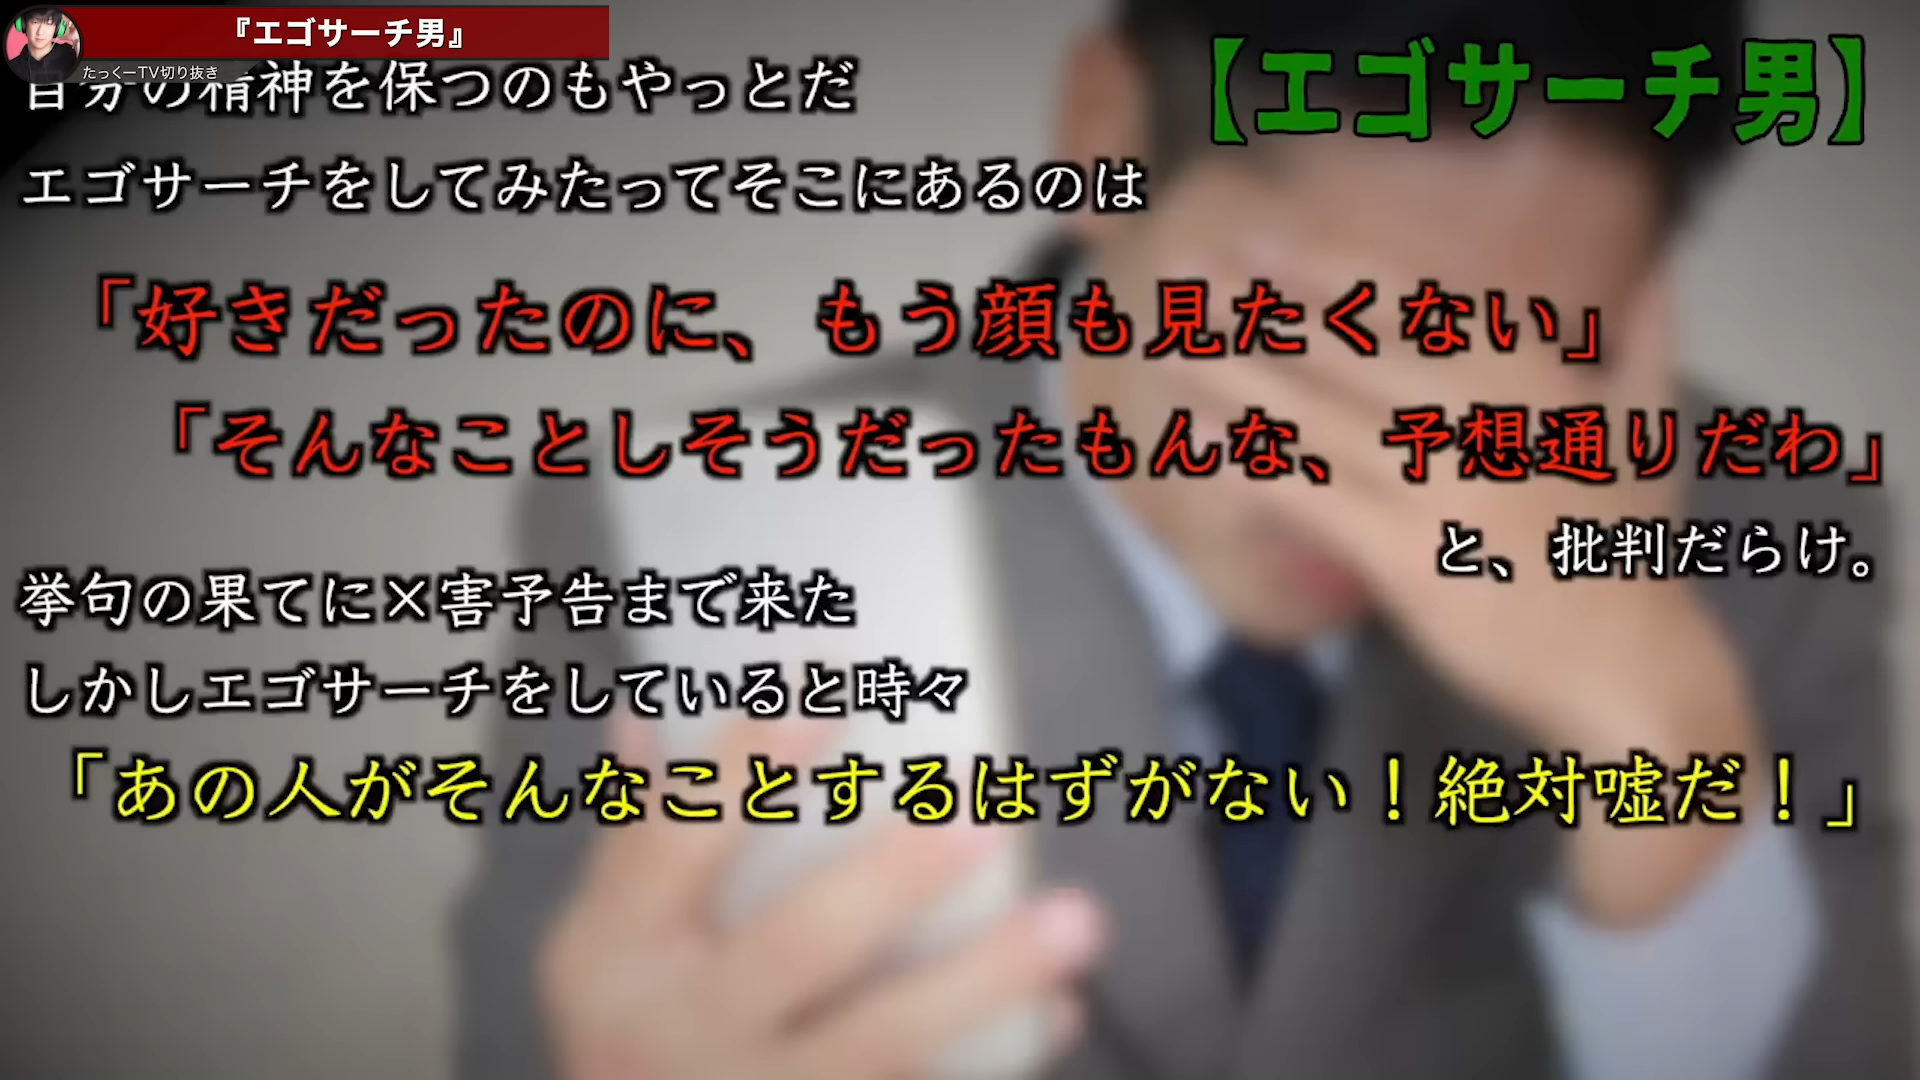 『エゴサーチ男』
たっくーTV切り抜き
【エゴサーチ男】
自分の精神を保つのもやっとだ
エゴサーチをしてみたってそこにあるのは
「好きだったのに、もう顔も見たくない」
「そんなことしそうだったもんな、予想通りだわ」
と、批判だらけ。
挙句の果てに×害予告まで来た
しかしエゴサーチをしていると時々
「あの人がそんなことするはずがない！絶対嘘だ！」